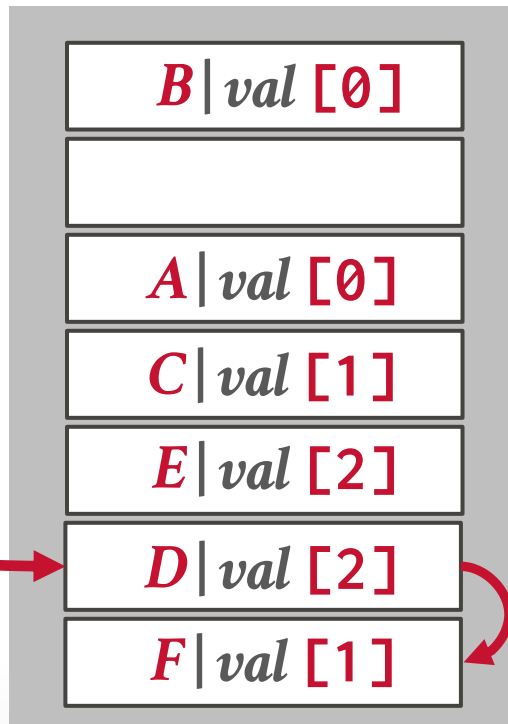 B|val [0]
A|val [0]
C|val [1]
E|val [2]
D|val [2]
F|val [1]